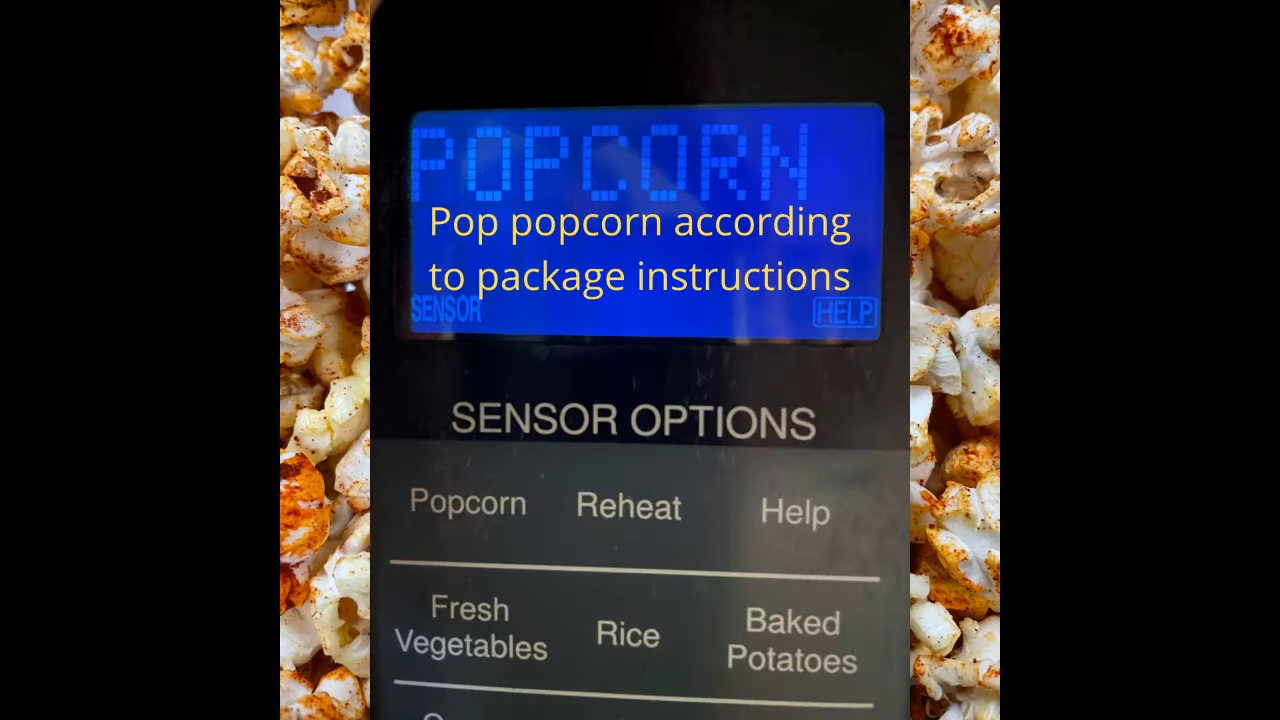 POPCORN
Pop popcorn according
to package instructions
SENSOR HELP
SENSOR OPTIONS
Popcorn Reheat Help
Fresh
Vegetables
Rice
Baked
Potatoes